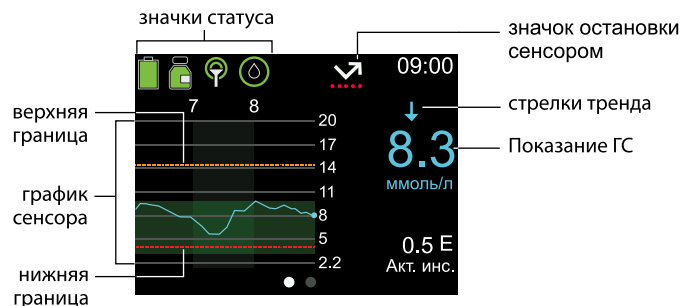 значки статуса
значок остановки
сенсором
09:00
стрелки тренда
7 8
верхняя
граница
20
17
14
11
8
5
2.2
8.3
Показание ГС
ммоль/л
график
сенсора
0.5 E
Акт. инс.
нижняя
граница